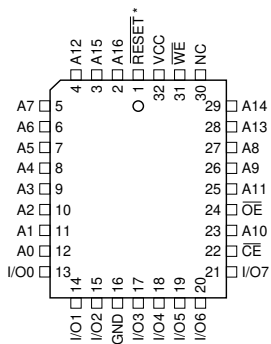 A12
A15
A16
RESET *
VCC
WE
NC
4
3
2
1
32
31
30
A7 5
A6 6
A5 7
A4 8
A3 9
A2 10
A1 11
A0 12
I/O0 13
29 A14
28 A13
27 A8
26 A9
25 A11
24 OE
23 A10
22 CE
21 I/O7
14
15
16
17
18
19
20
I/O1
I/O2
GND
I/O3
I/O4
I/O5
I/O6